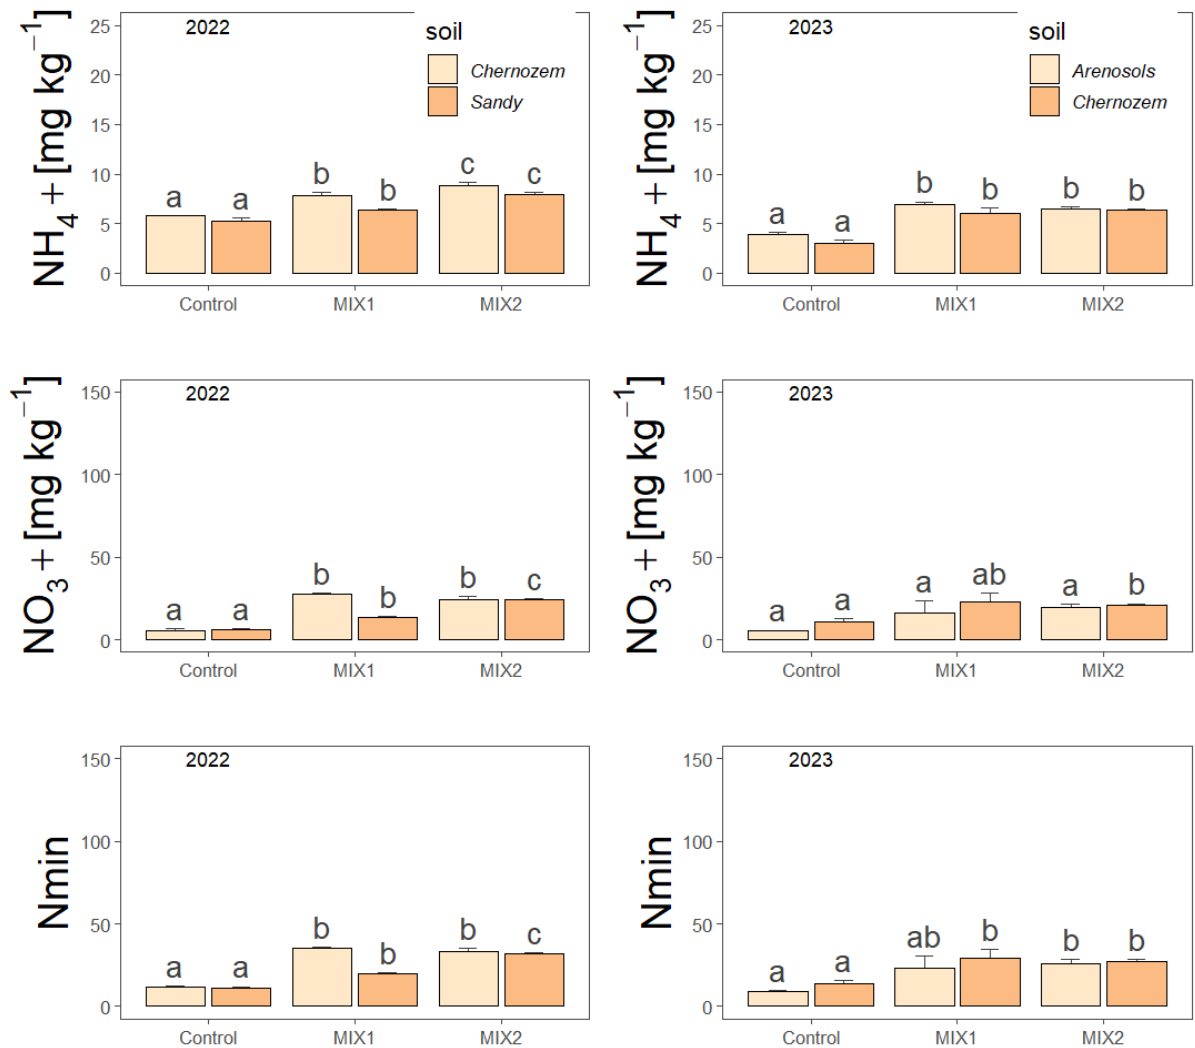 NH4+[mg kg−1]
25
20
15
10
5
0
2022
soil
Chernozem
Sandy
a a b b c c
Control MIX1 MIX2
NH4+[mg kg−1]
25
20
15
10
5
0
2023
soil
Arenosols
Chernozem
a a b b b b
Control MIX1 MIX2
NO3+[mg kg−1]
150
100
50
0
2022
a a b b b c
Control MIX1 MIX2
NO3+[mg kg−1]
150
100
50
0
2023
a a a ab a b
Control MIX1 MIX2
Nmin
150
100
50
0
2022
a a b b b c
Control MIX1 MIX2
Nmin
150
100
50
0
2023
a a ab b b b
Control MIX1 MIX2